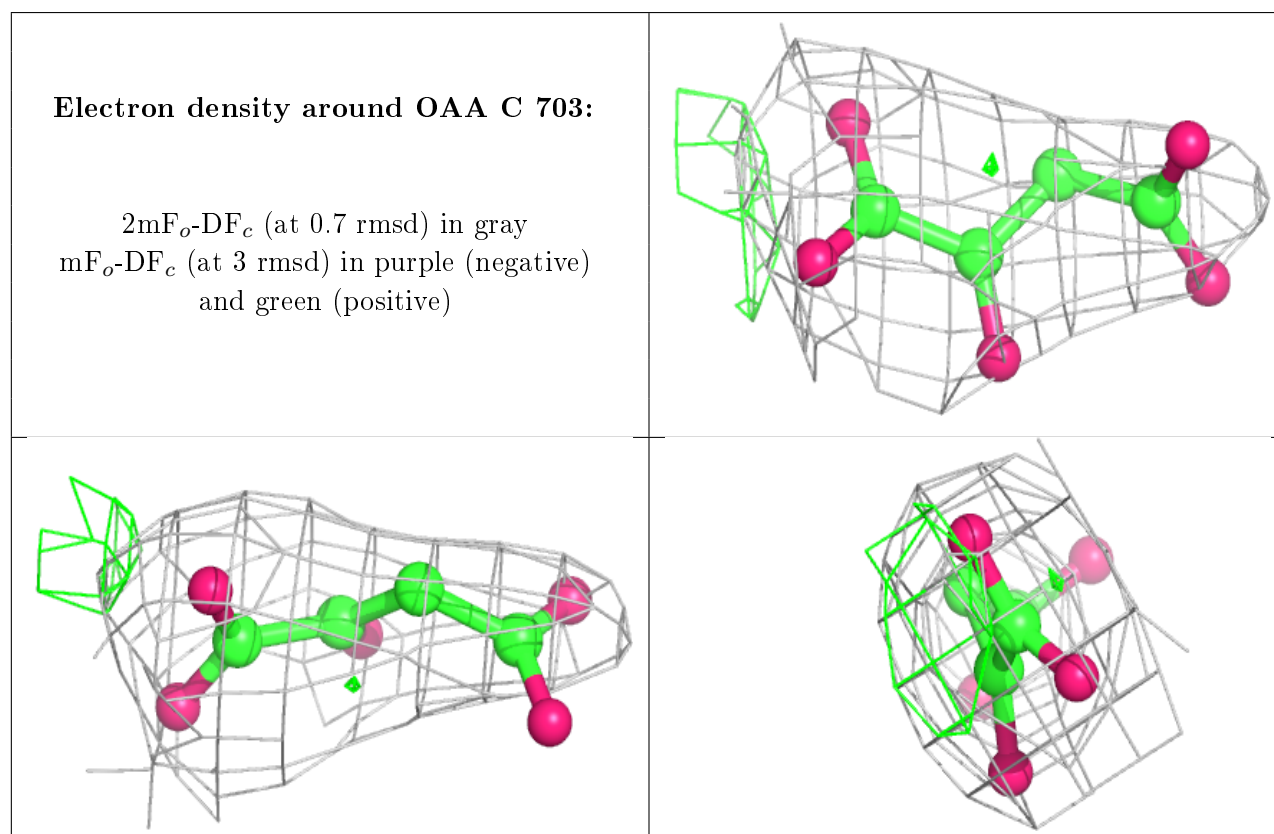 Electron density around OAA C 703:
2mFₒ-DF𝒸 (at 0.7 rmsd) in gray
mFₒ-DF𝒸 (at 3 rmsd) in purple (negative)
and green (positive)